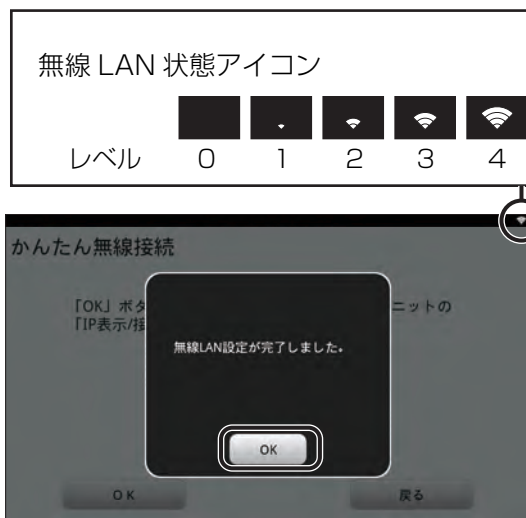 無線 LAN 状態アイコン
レベル 0 1 2 3 4
かんたん無線接続
「OK」ボタ ニットの
「IP表示/接
無線LAN設定が完了しました。
OK
OK 戻る